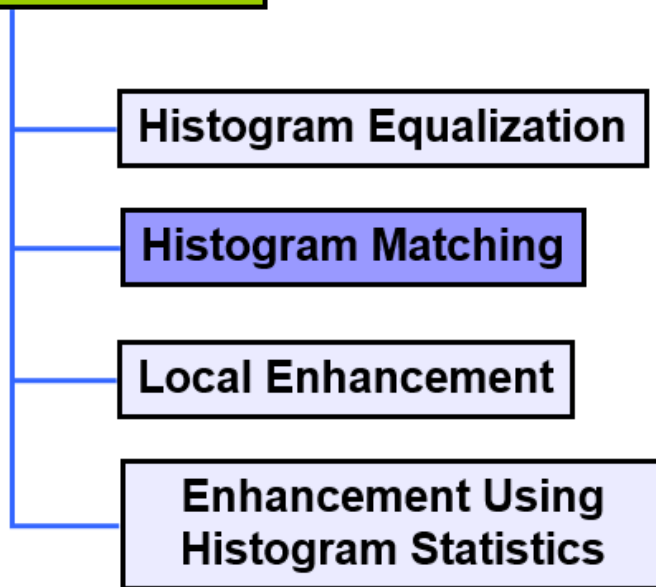 Histogram Equalization
Histogram Matching
Local Enhancement
Enhancement Using
Histogram Statistics